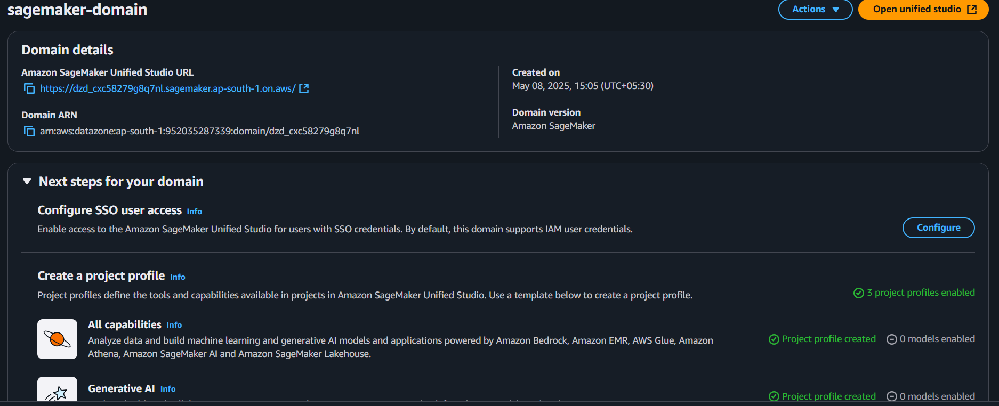 sagemaker-domain
Actions
Open unified studio
Domain details
Amazon SageMaker Unified Studio URL
https://dzd_cxc58279g8q7nl.sagemaker.ap-south-1.on.aws/
Domain ARN
arn:aws:datazone:ap-south-1:952035287339:domain/dzd_cxc58279g8q7nl
Created on
May 08, 2025, 15:05 (UTC+05:30)
Domain version
Amazon SageMaker
Next steps for your domain
Configure SSO user access Info
Enable access to the Amazon SageMaker Unified Studio for users with SSO credentials. By default, this domain supports IAM user credentials.
Configure
Create a project profile Info
Project profiles define the tools and capabilities available in projects in Amazon SageMaker Unified Studio. Use a template below to create a project profile.
3 project profiles enabled
All capabilities Info
Analyze data and build machine learning and generative AI models and applications powered by Amazon Bedrock, Amazon EMR, AWS Glue, Amazon
Athena, Amazon SageMaker AI and Amazon SageMaker Lakehouse.
Project profile created
0 models enabled
Generative AI Info
Project profile created
0 models enabled